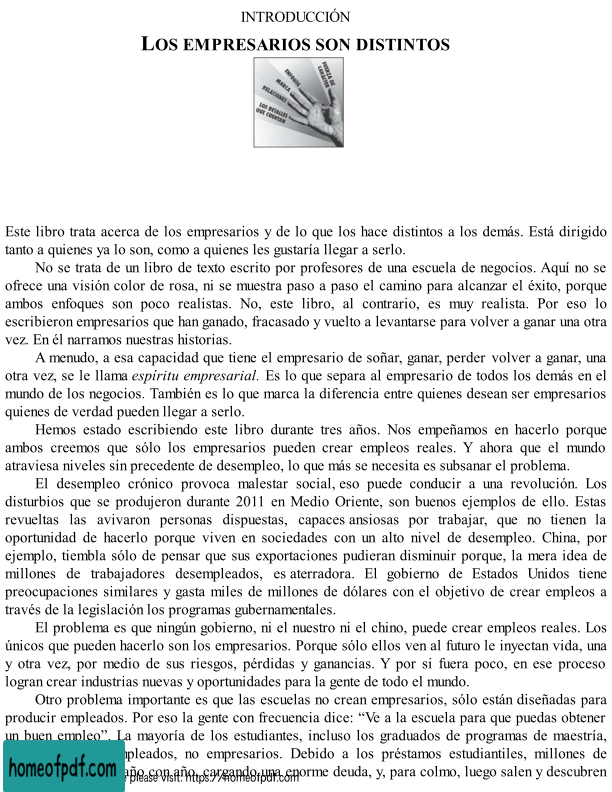 INTRODUCCIÓN
LOS EMPRESARIOS SON DISTINTOS
FUERZA DE
CARÁCTER
ENFOQUE
MARCA
RELACIONES
LOS DETALLES
QUE CUENTAN
Este libro trata acerca de los empresarios y de lo que los hace distintos a los demás. Está dirigido
tanto a quienes ya lo son, como a quienes les gustaría llegar a serlo.
No se trata de un libro de texto escrito por profesores de una escuela de negocios. Aquí no se
ofrece una visión color de rosa, ni se muestra paso a paso el camino para alcanzar el éxito, porque
ambos enfoques son poco realistas. No, este libro, al contrario, es muy realista. Por eso lo
escribieron empresarios que han ganado, fracasado y vuelto a levantarse para volver a ganar una otra
vez. En él narramos nuestras historias.
A menudo, a esa capacidad que tiene el empresario de soñar, ganar, perder volver a ganar, una
otra vez, se le llama espíritu empresarial. Es lo que separa al empresario de todos los demás en el
mundo de los negocios. También es lo que marca la diferencia entre quienes desean ser empresarios
quienes de verdad pueden llegar a serlo.
Hemos estado escribiendo este libro durante tres años. Nos empeñamos en hacerlo porque
ambos creemos que sólo los empresarios pueden crear empleos reales. Y ahora que el mundo
atraviesa niveles sin precedente de desempleo, lo que más se necesita es subsanar el problema.
El desempleo crónico provoca malestar social, eso puede conducir a una revolución. Los
disturbios que se produjeron durante 2011 en Medio Oriente, son buenos ejemplos de ello. Estas
revueltas las avivaron personas dispuestas, capaces ansiosas por trabajar, que no tienen la
oportunidad de hacerlo porque viven en sociedades con un alto nivel de desempleo. China, por
ejemplo, tiembla sólo de pensar que sus exportaciones pudieran disminuir porque, la mera idea de
millones de trabajadores desempleados, es aterradora. El gobierno de Estados Unidos tiene
preocupaciones similares y gasta miles de millones de dólares con el objetivo de crear empleos a
través de la legislación los programas gubernamentales.
El problema es que ningún gobierno, ni el nuestro ni el chino, puede crear empleos reales. Los
únicos que pueden hacerlo son los empresarios. Porque sólo ellos ven al futuro le inyectan vida, una
y otra vez, por medio de sus riesgos, pérdidas y ganancias. Y por si fuera poco, en ese proceso
logran crear industrias nuevas y oportunidades para la gente de todo el mundo.
Otro problema importante es que las escuelas no crean empresarios, sólo están diseñadas para
producir empleados. Por eso la gente con frecuencia dice: “Ve a la escuela para que puedas obtener
un buen empleo”. La mayoría de los estudiantes, incluso los graduados de programas de maestría,
pleados, no empresarios. Debido a los préstamos estudiantiles, millones de
año con año, cargando una enorme deuda, y, para colmo, luego salen y descubren
homeofpdf.com
please visit: https://homeofpdf.com